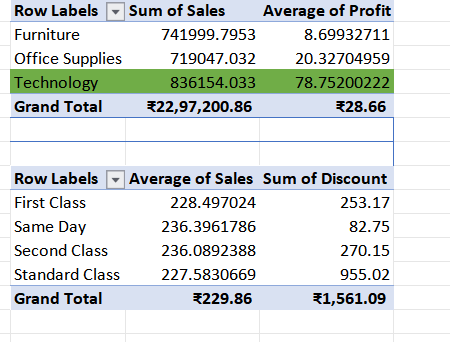 Row Labels Sum of Sales Average of Profit
Furniture 741999.7953 8.69932711
Office Supplies 719047.032 20.32704959
Technology 836154.033 78.75200222
Grand Total ₹22,97,200.86 ₹28.66
Row Labels Average of Sales Sum of Discount
First Class 228.497024 253.17
Same Day 236.3961786 82.75
Second Class 236.0892388 270.15
Standard Class 227.5830669 955.02
Grand Total ₹229.86 ₹1,561.09